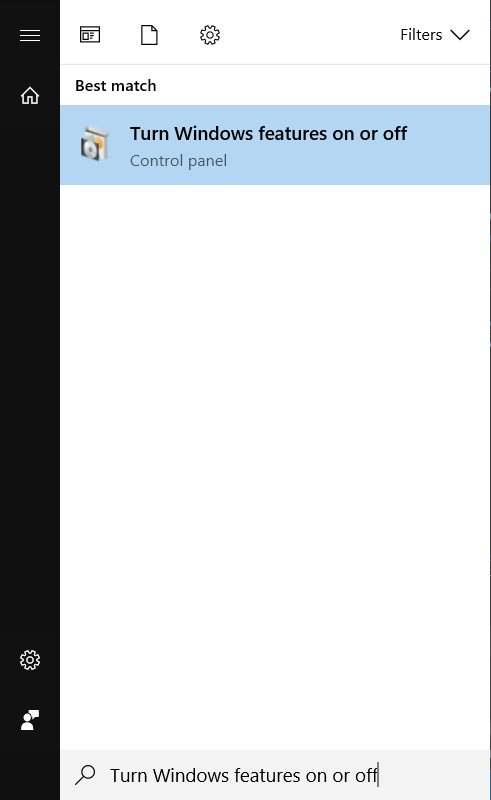 Filters
Best match
Turn Windows features on or off
Control panel
Turn Windows features on or off